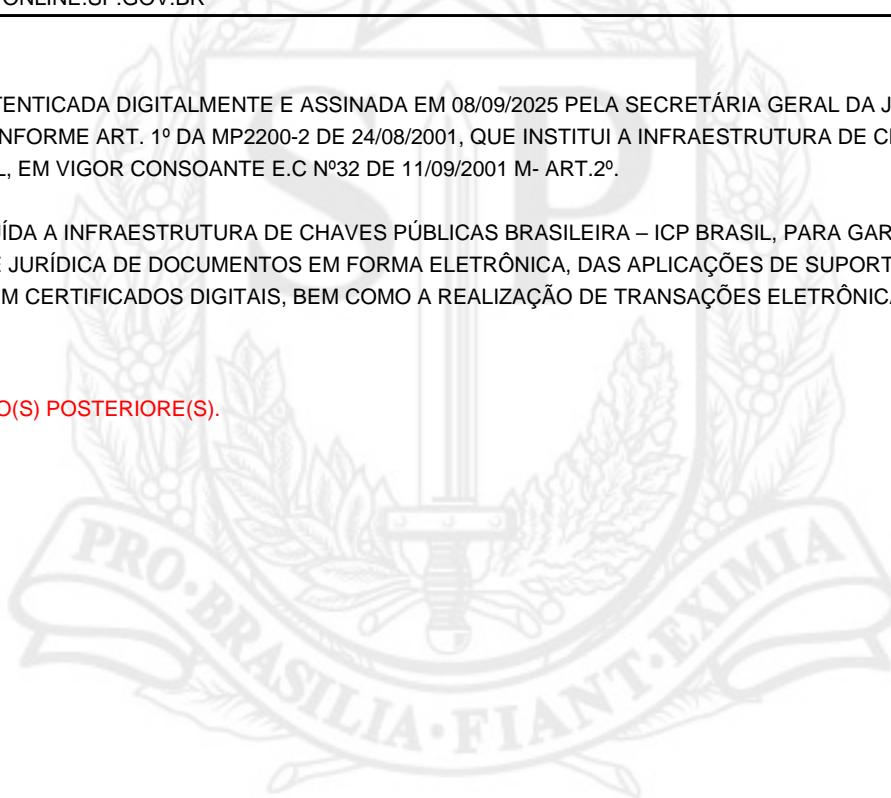 ONLINE.SP.GOV.BR
TENTICADA DIGITALMENTE E ASSINADA EM 08/09/2025 PELA SECRETÁRIA GERAL DA J
NFORME ART. 1º DA MP2200-2 DE 24/08/2001, QUE INSTITUI A INFRAESTRUTURA DE C
L, EM VIGOR CONSOANTE E.C Nº32 DE 11/09/2001 M- ART.2º.
ÍDA A INFRAESTRUTURA DE CHAVES PÚBLICAS BRASILEIRA – ICP BRASIL, PARA GAR
E JURÍDICA DE DOCUMENTOS EM FORMA ELETRÔNICA, DAS APLICAÇÕES DE SUPORT
M CERTIFICADOS DIGITAIS, BEM COMO A REALIZAÇÃO DE TRANSAÇÕES ELETRÔNICA
O(S) POSTERIORE(S).
SP
PRO·BRASILIA·FIANT·EXIMIA